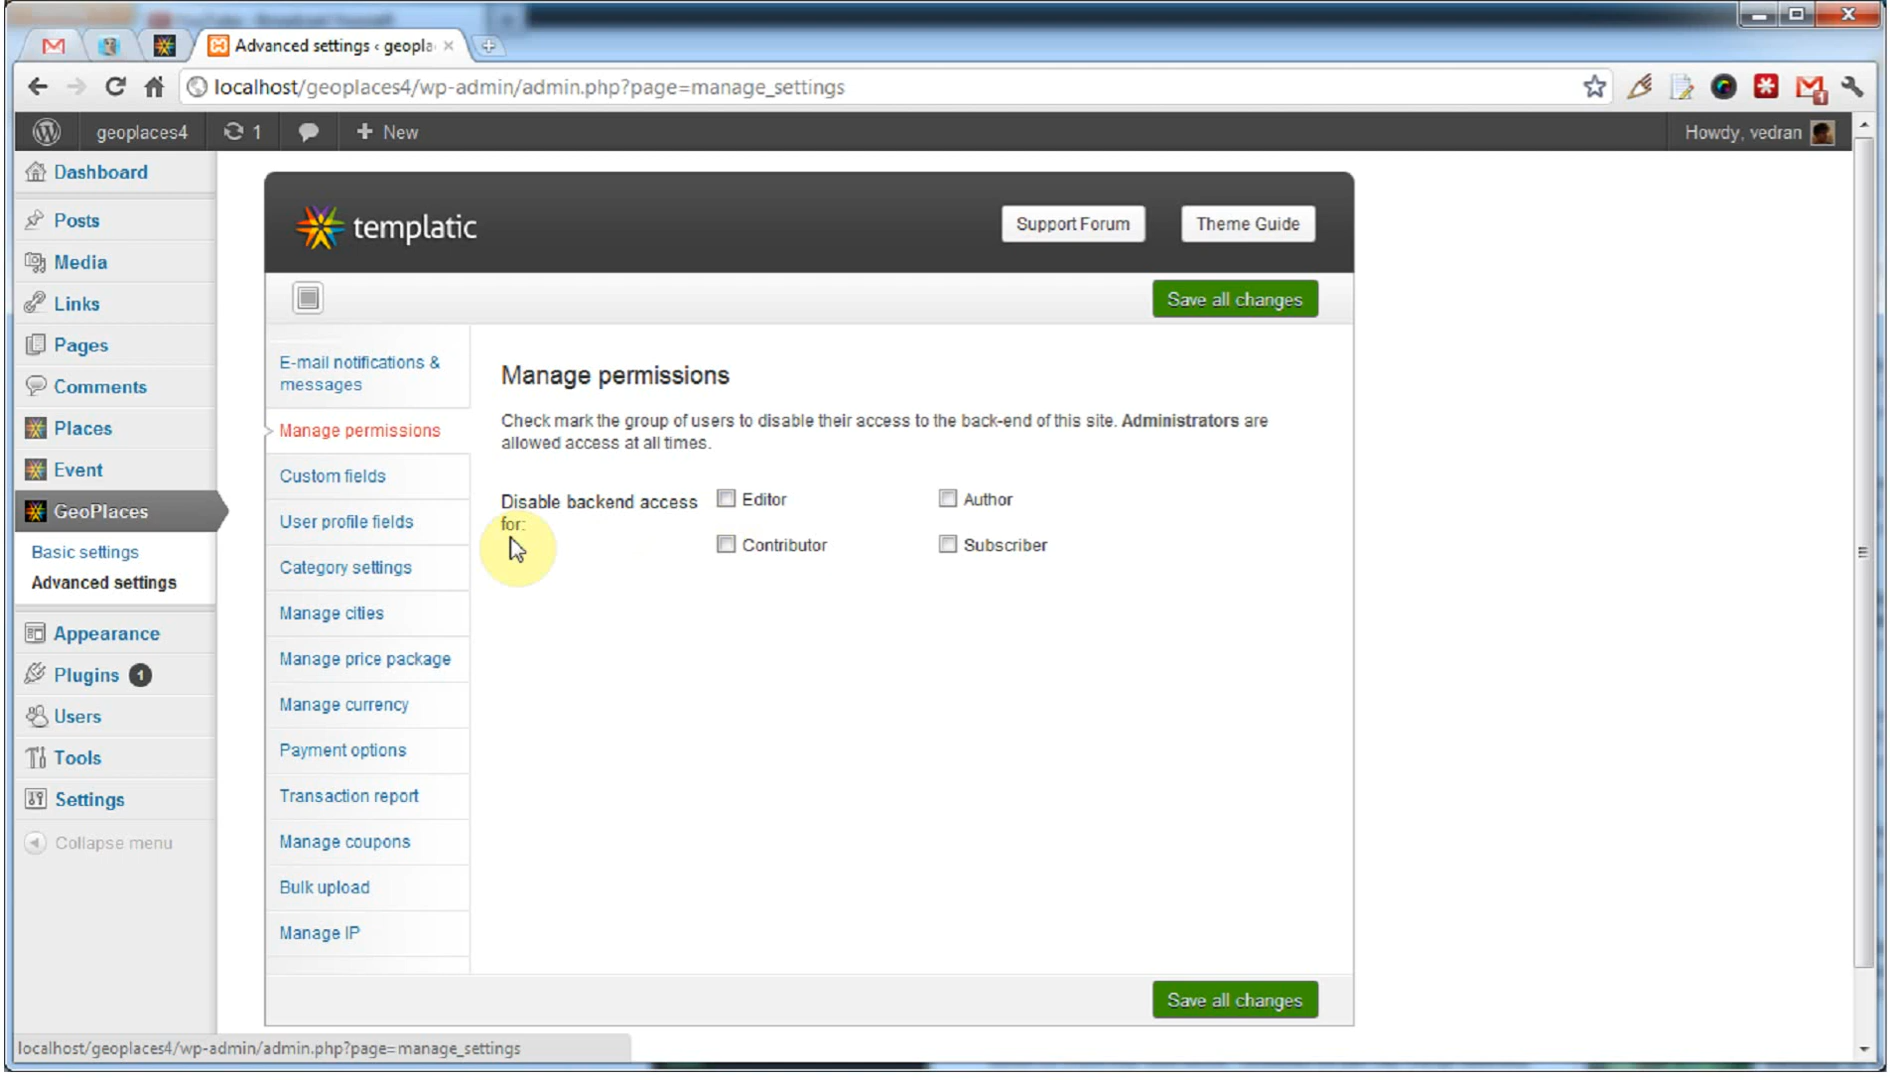 Advanced settings ‹ geopla
localhost/geoplaces4/wp-admin/admin.php?page=manage_settings
1
geoplaces4
1
New
Howdy, vedran
Dashboard
Posts
Media
Links
Pages
Comments
Places
Event
GeoPlaces
Basic settings
Advanced settings
Appearance
Plugins 1
Users
Tools
Settings
Collapse menu
templatic
Support Forum
Theme Guide
Save all changes
E-mail notifications &
messages
Manage permissions
Custom fields
User profile fields
Category settings
Manage cities
Manage price package
Manage currency
Payment options
Transaction report
Manage coupons
Bulk upload
Manage IP
Manage permissions
Check mark the group of users to disable their access to the back-end of this site. Administrators are
allowed access at all times.
Disable backend access
for:
Editor
Author
Contributor
Subscriber
Save all changes
localhost/geoplaces4/wp-admin/admin.php?page=manage_settings